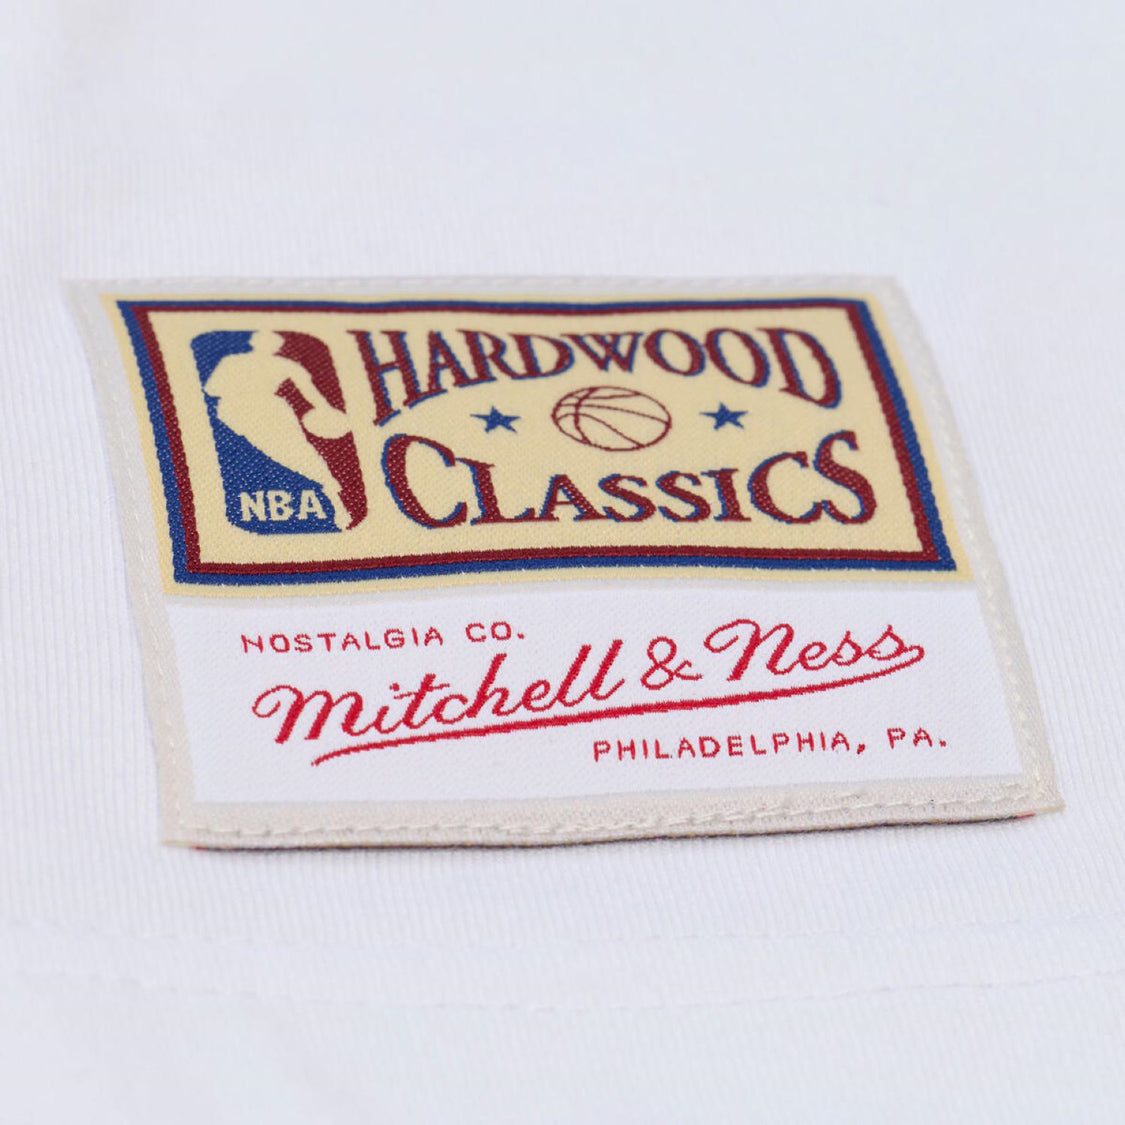 HARDWOOD
CLASSICS
NBA
NOSTALGIA CO.
Mitchell & Ness
PHILADELPHIA, PA.